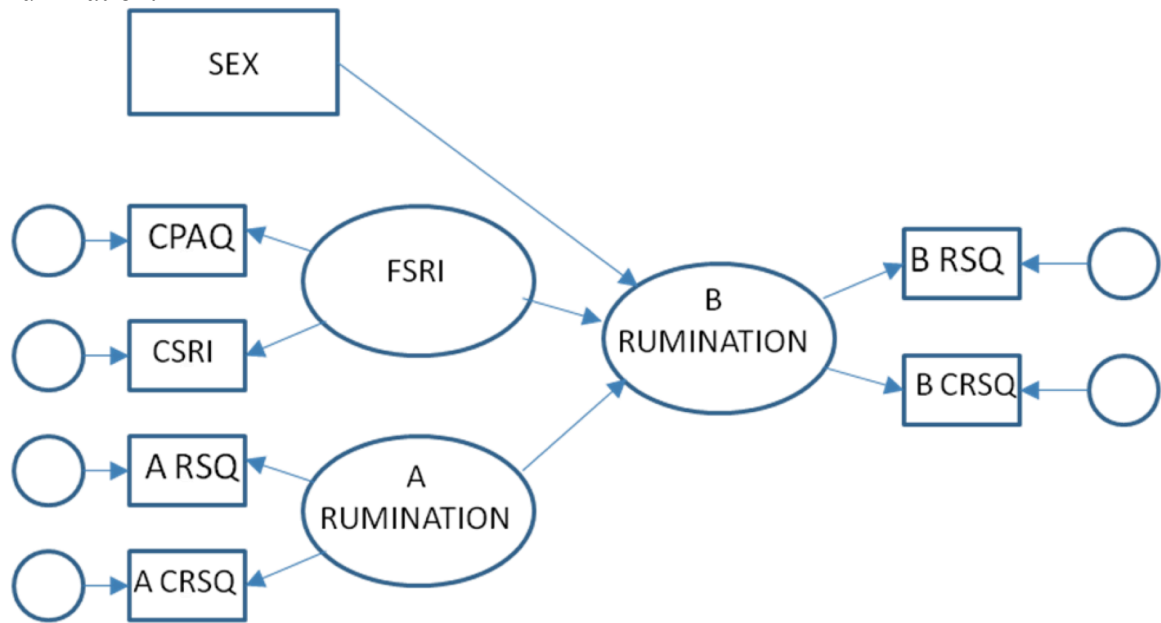 SEX
CPAQ
FSRI
CSRI
B
RUMINATION
B RSQ
B CRSQ
A RSQ
A
RUMINATION
A CRSQ